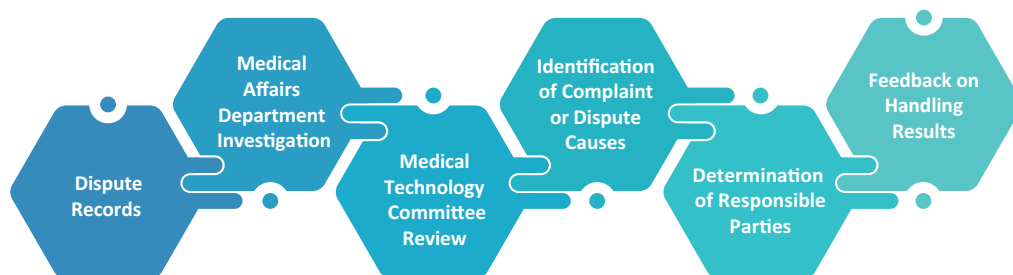 Dispute
Records
Medical
Affairs
Department
Investigation
Medical
Technology
Committee
Review
Identification
of Complaint
or Dispute
Causes
Determination
of Responsible
Parties
Feedback on
Handling
Results